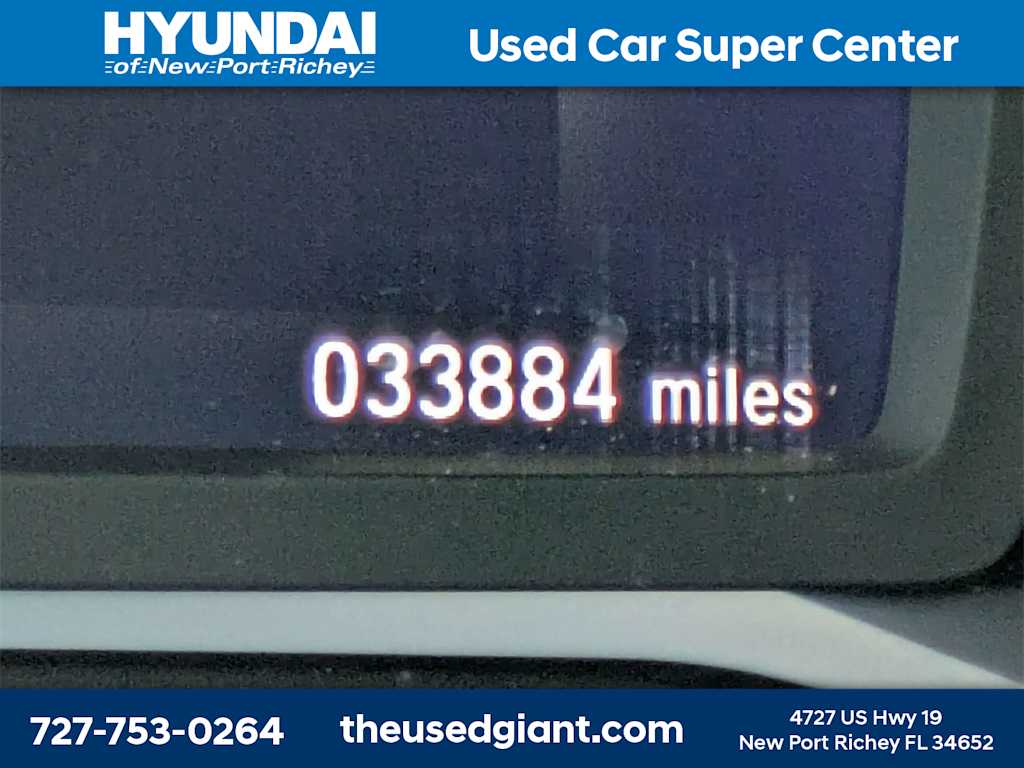 HYUNDAI
of New Port Richey
Used Car Super Center
033884 miles
727-753-0264
theusedgiant.com
4727 US Hwy 19
New Port Richey FL 34652